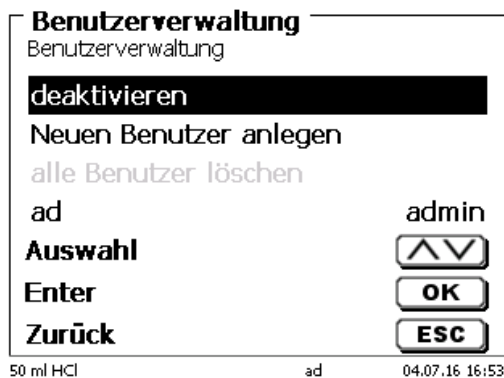 Benutzerverwaltung
Benutzerverwaltung
deaktivieren
Neuen Benutzer anlegen
alle Benutzer löschen
ad admin
Auswahl
Enter OK
Zurück ESC
50 ml HCl ad 04.07.16 16:53